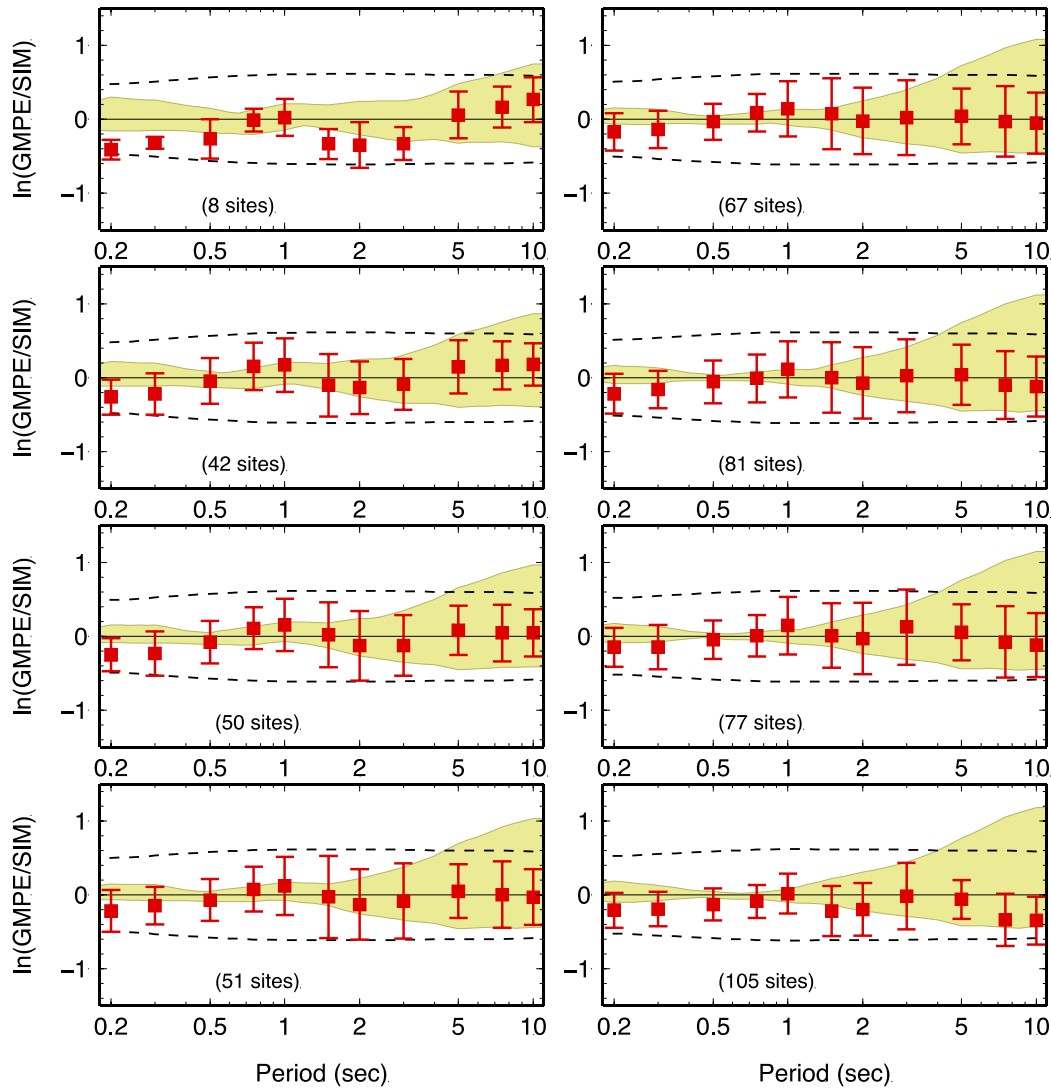 1
0
−1
ln(GMPE/SIM)
(8 sites)
0.2 0.5 1 2 5 10
1
0
−1
(67 sites)
0.2 0.5 1 2 5 10
1
0
−1
ln(GMPE/SIM)
(42 sites)
0.2 0.5 1 2 5 10
1
0
−1
(81 sites)
0.2 0.5 1 2 5 10
1
0
−1
ln(GMPE/SIM)
(50 sites)
0.2 0.5 1 2 5 10
1
0
−1
(77 sites)
0.2 0.5 1 2 5 10
1
0
−1
ln(GMPE/SIM)
(51 sites)
0.2 0.5 1 2 5 10
Period (sec)
1
0
−1
(105 sites)
0.2 0.5 1 2 5 10
Period (sec)